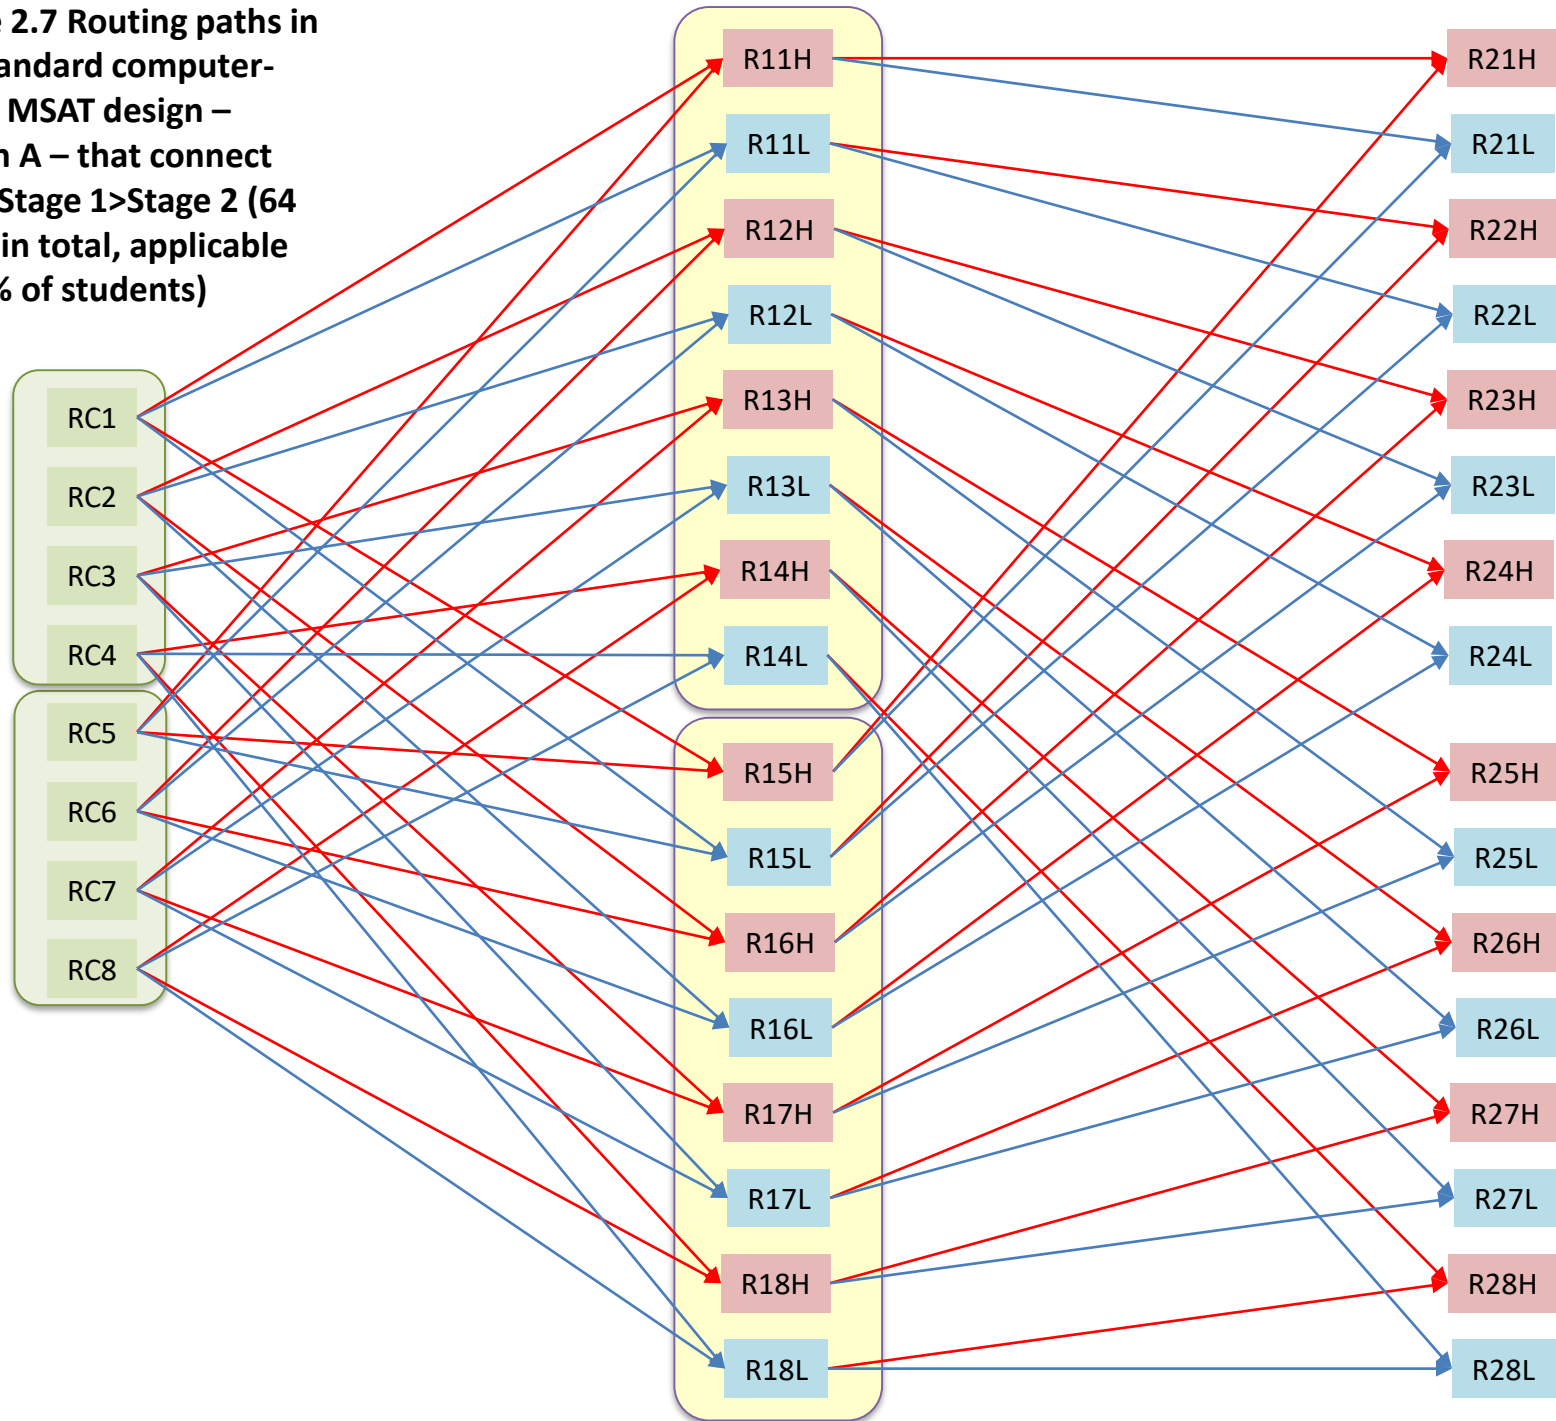 2.7 Routing paths in
computer-
MSAT design –
A – that connect
Stage 1>Stage 2 (64
in total, applicable
% of students)
RC1
RC2
RC3
RC4
RC5
RC6
RC7
RC8
R11H
R11L
R12H
R12L
R13H
R13L
R14H
R14L
R15H
R15L
R16H
R16L
R17H
R17L
R18H
R18L
R21H
R21L
R22H
R22L
R23H
R23L
R24H
R24L
R25H
R25L
R26H
R26L
R27H
R27L
R28H
R28L